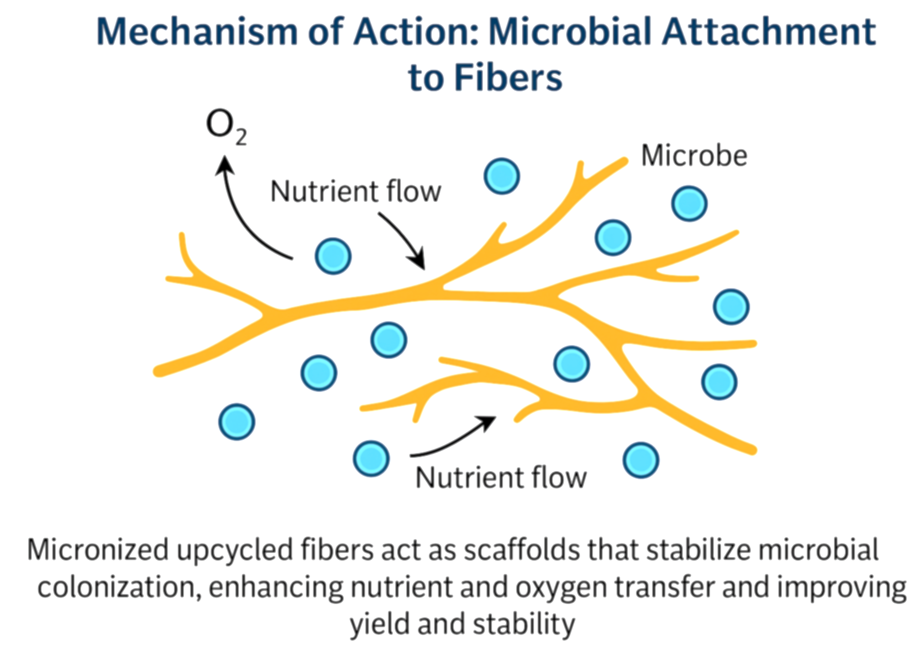 Mechanism of Action: Microbial Attachment
to Fibers
O₂
Microbe
Nutrient flow
Nutrient flow
Micronized upcycled fibers act as scaffolds that stabilize microbial
colonization, enhancing nutrient and oxygen transfer and improving
yield and stability